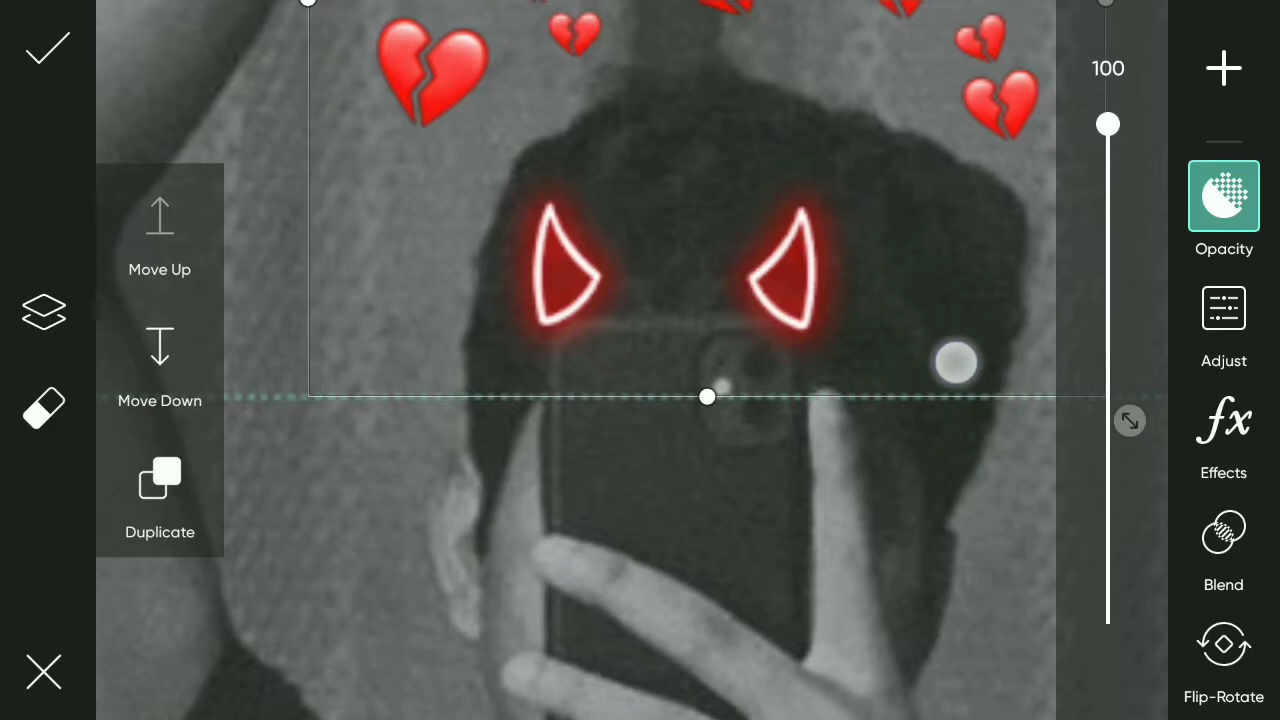 100
Move Up
Move Down
Duplicate
Opacity
Adjust
fx
Effects
Blend
Flip-Rotate